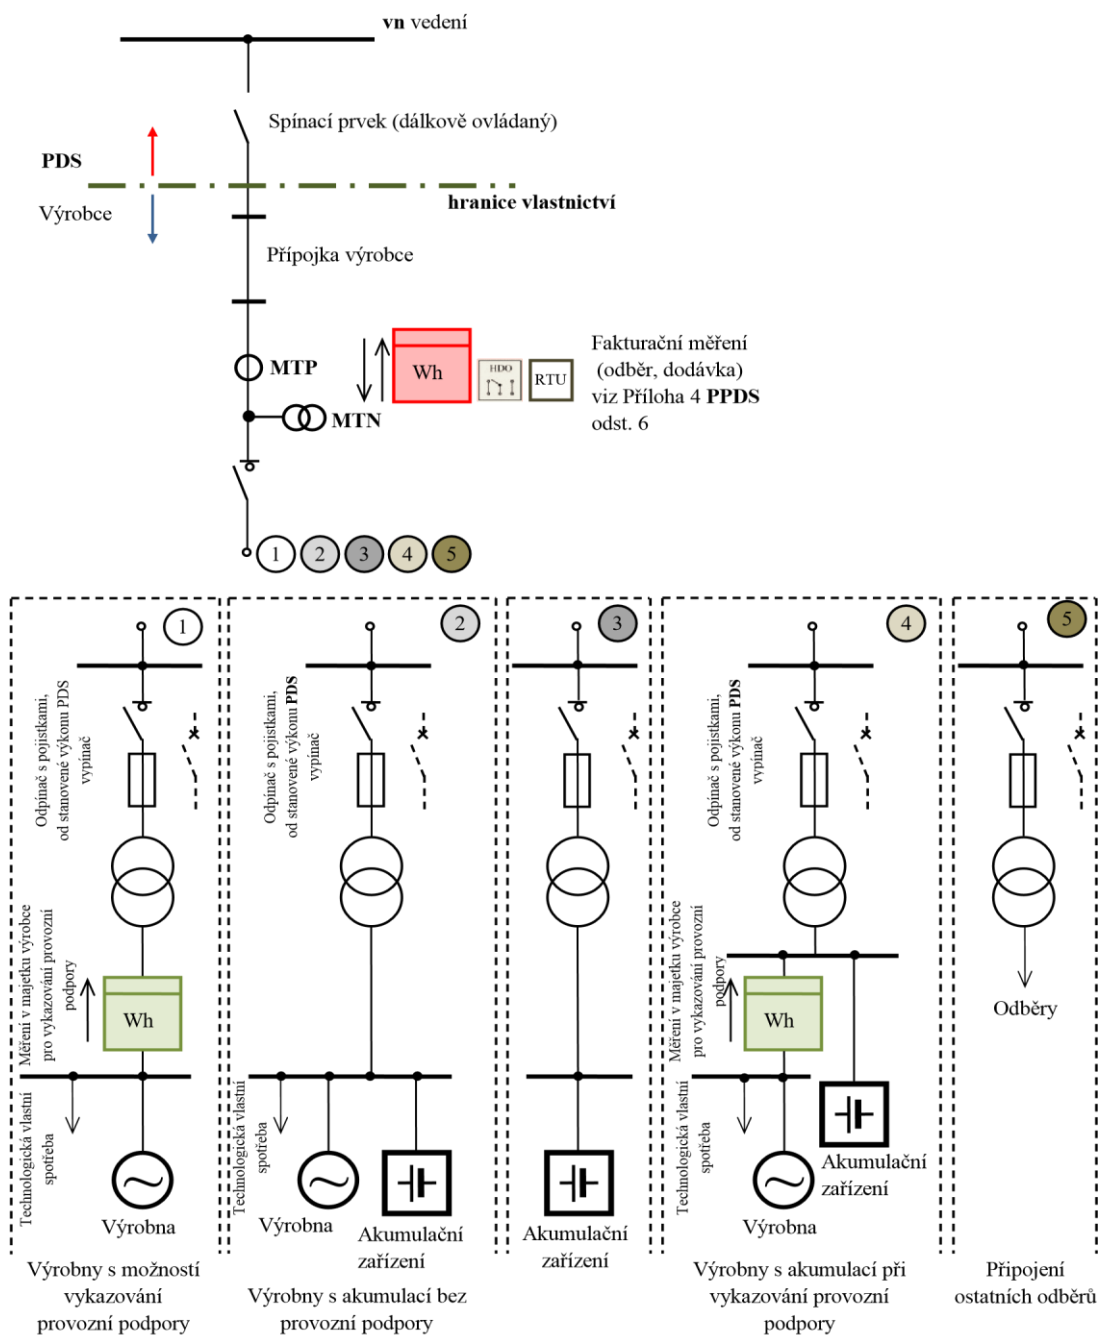 vn vedení
Spínací prvek (dálkově ovládaný)
PDS
hranice vlastnictví
Výrobce
Přípojka výrobce
MTP
Wh
HDO
RTU
Fakturační měření
(odběr, dodávka)
viz Příloha 4 PPDS
odst. 6
MTN
1 2 3 4 5
1
Odpínač s pojistkami,
od stanovené výkonu PDS
vypínač
Měření v majetku výrobce
pro vykazování provozní
podpory
Wh
Technologická vlastní
spotřeba
Výrobna
Výrobny s možností
vykazování
provozní podpory
2
Odpínač s pojistkami,
od stanovené výkonu PDS
vypínač
Technologická vlastní
spotřeba
Výrobna
Akumulační
zařízení
Výrobny s akumulací bez
provozní podpory
3
Akumulační
zařízení
4
Odpínač s pojistkami,
od stanovené výkonu PDS
vypínač
Měření v majetku výrobce
pro vykazování provozní
podpory
Wh
Technologická vlastní
spotřeba
Výrobna
Akumulační
zařízení
Výrobny s akumulací při
vykazování provozní
podpory
5
Odběry
Připojení
ostatních odběrů